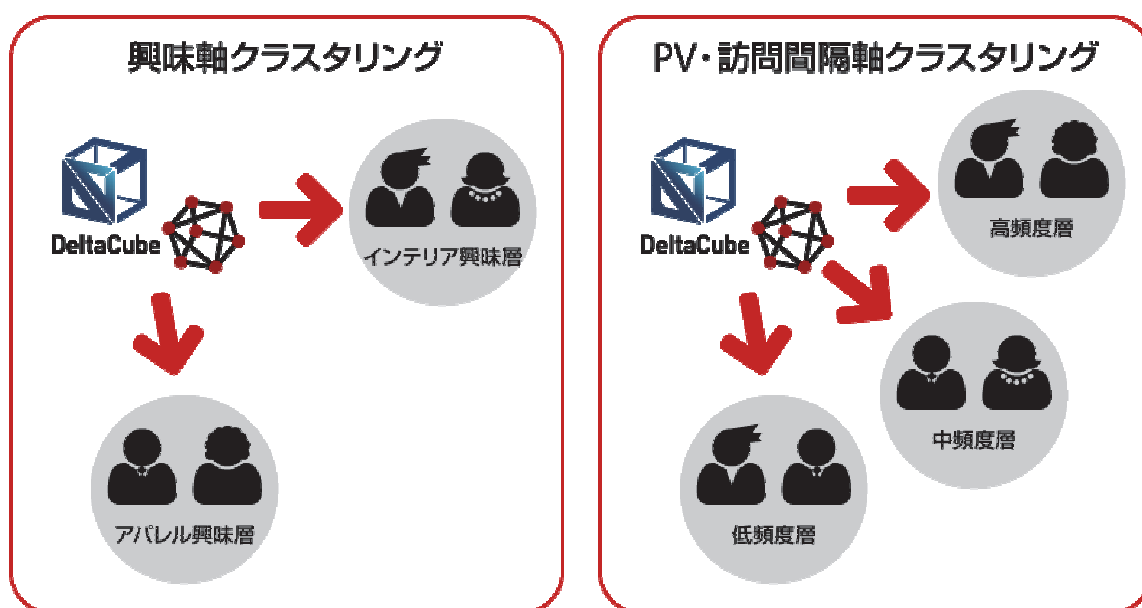 興味軸クラスタリング
DeltaCube
インテリア興味層
アパレル興味層
PV・訪問間隔軸クラスタリング
DeltaCube
高頻度層
中頻度層
低頻度層